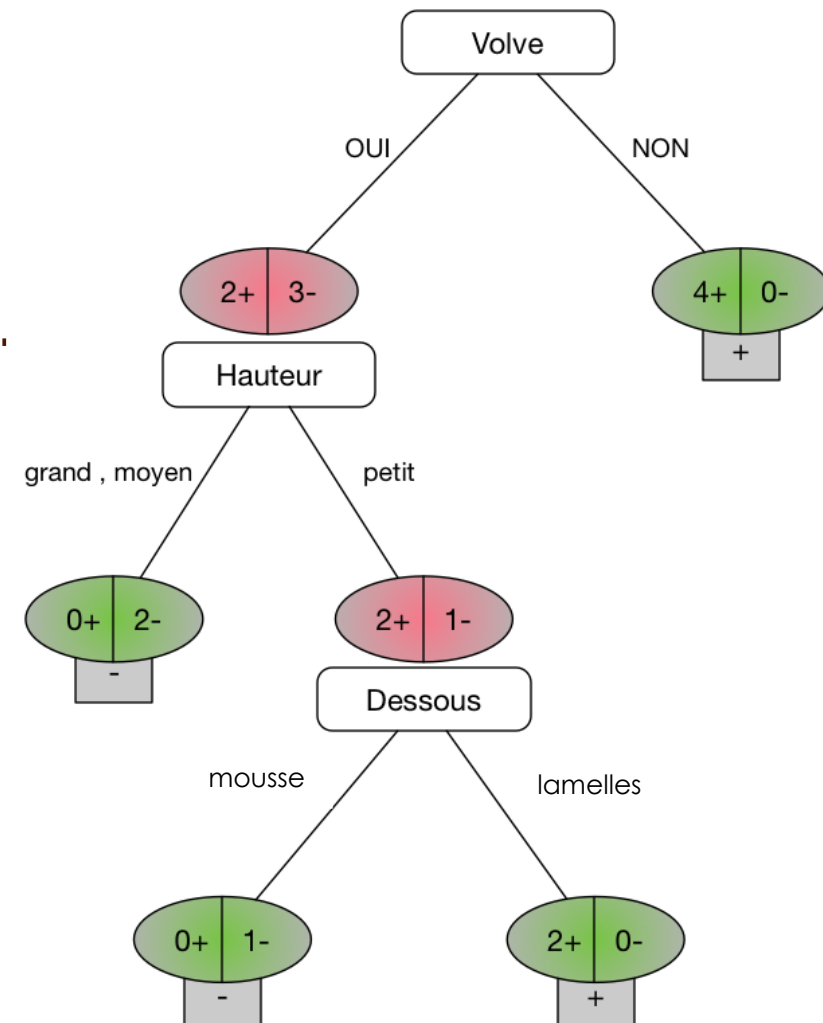 Volve
OUI
NON
2+ 3-
4+ 0-
+
Hauteur
grand , moyen
petit
0+ 2-
2+ 1-
-
Dessous
mousse
lamelles
0+ 1-
2+ 0-
-
+